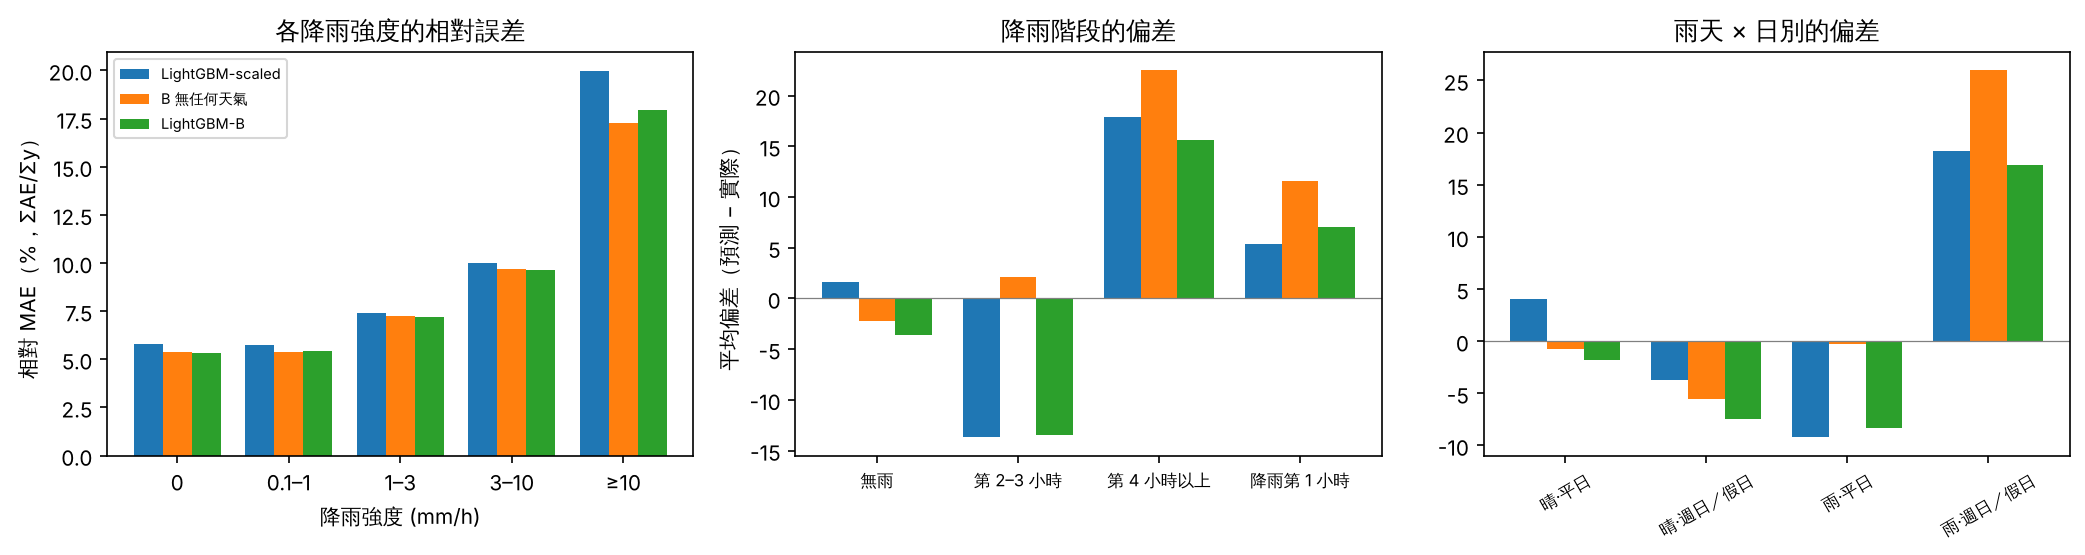 各降雨強度的相對誤差
相對 MAE（%，ΣAE/Σy）
20.0
17.5
15.0
12.5
10.0
7.5
5.0
2.5
0.0
LightGBM-scaled
B 無任何天氣
LightGBM-B
0
0.1–1
1–3
3–10
≥10
降雨強度 (mm/h)
降雨階段的偏差
平均偏差（預測 − 實際）
20
15
10
5
0
-5
-10
-15
無雨
第 2–3 小時
第 4 小時以上
降雨第 1 小時
雨天 × 日別的偏差
25
20
15
10
5
0
-5
-10
晴·平日
晴·週日／假日
雨·平日
雨·週日／假日